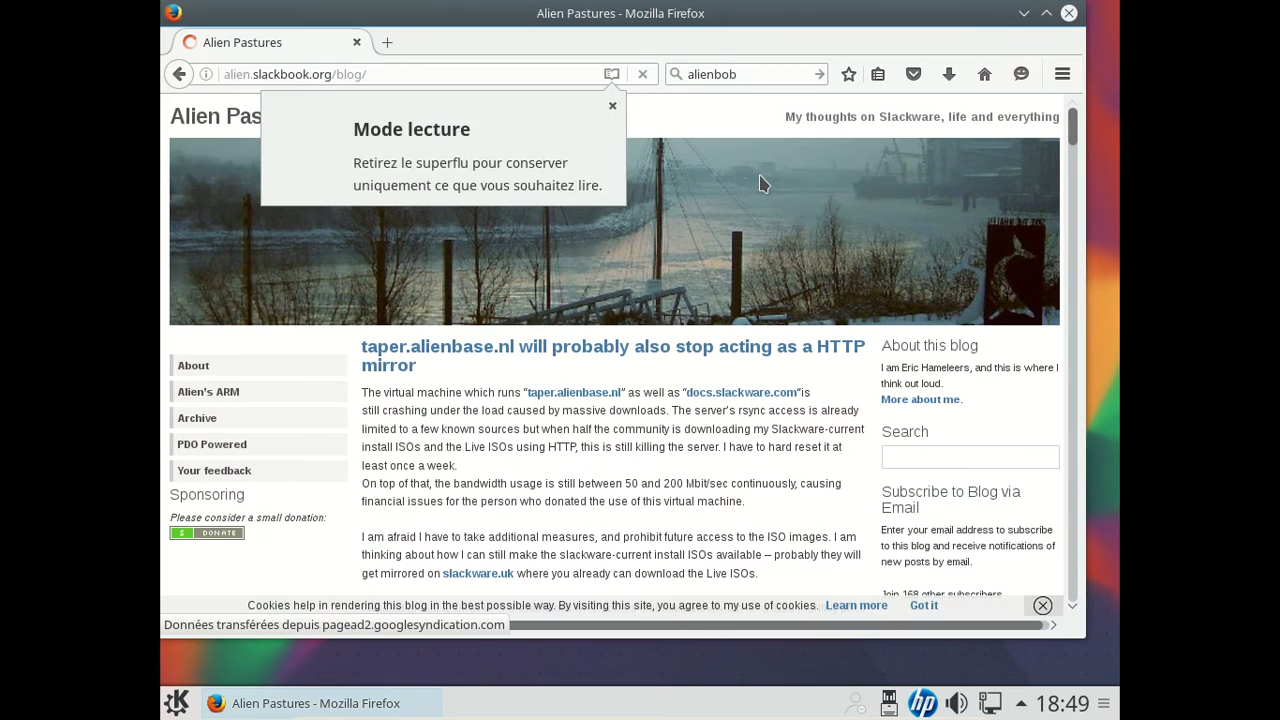 Alien Pastures - Mozilla Firefox
Alien Pastures
alien.slackbook.org/blog/
alienbob
Alien Pas
My thoughts on Slackware, life and everything
Mode lecture
Retirez le superflu pour conserver
uniquement ce que vous souhaitez lire.
About
Alien's ARM
Archive
PDO Powered
Your feedback
Sponsoring
Please consider a small donation:
$ DONATE
taper.alienbase.nl will probably also stop acting as a HTTP
mirror
The virtual machine which runs “taper.alienbase.nl” as well as “docs.slackware.com“is
still crashing under the load caused by massive downloads. The server's rsync access is already
limited to a few known sources but when half the community is downloading my Slackware-current
install ISOs and the Live ISOs using HTTP, this is still killing the server. I have to hard reset it at
least once a week.
On top of that, the bandwidth usage is still between 50 and 200 Mbit/sec continuously, causing
financial issues for the person who donated the use of this virtual machine.
I am afraid I have to take additional measures, and prohibit future access to the ISO images. I am
thinking about how I can still make the slackware-current install ISOs available – probably they will
get mirrored on slackware.uk where you already can download the Live ISOs.
About this blog
I am Eric Hameleers, and this is where I
think out loud.
More about me.
Search
Subscribe to Blog via
Email
Enter your email address to subscribe
to this blog and receive notifications of
new posts by email.
Join 168 other subscribers
Cookies help in rendering this blog in the best possible way. By visiting this site, you agree to my use of cookies. Learn more Got it
Données transférées depuis pagead2.googlesyndication.com
Alien Pastures - Mozilla Firefox
hp
18:49